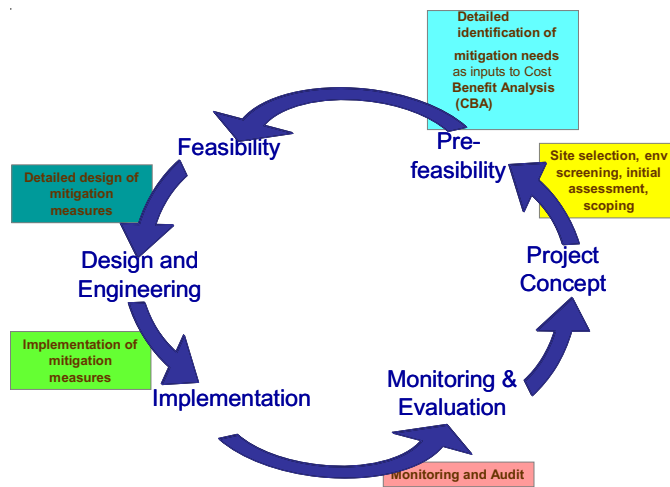 Detailed
identification of
mitigation needs
as inputs to Cost
Benefit Analysis
(CBA)
Feasibility
Pre-
feasibility
Site selection, env
screening, initial
assessment,
scoping
Detailed design of
mitigation
measures
Design and
Engineering
Project
Concept
Implementation of
mitigation
measures
Implementation
Monitoring &
Evaluation
Monitoring and Audit